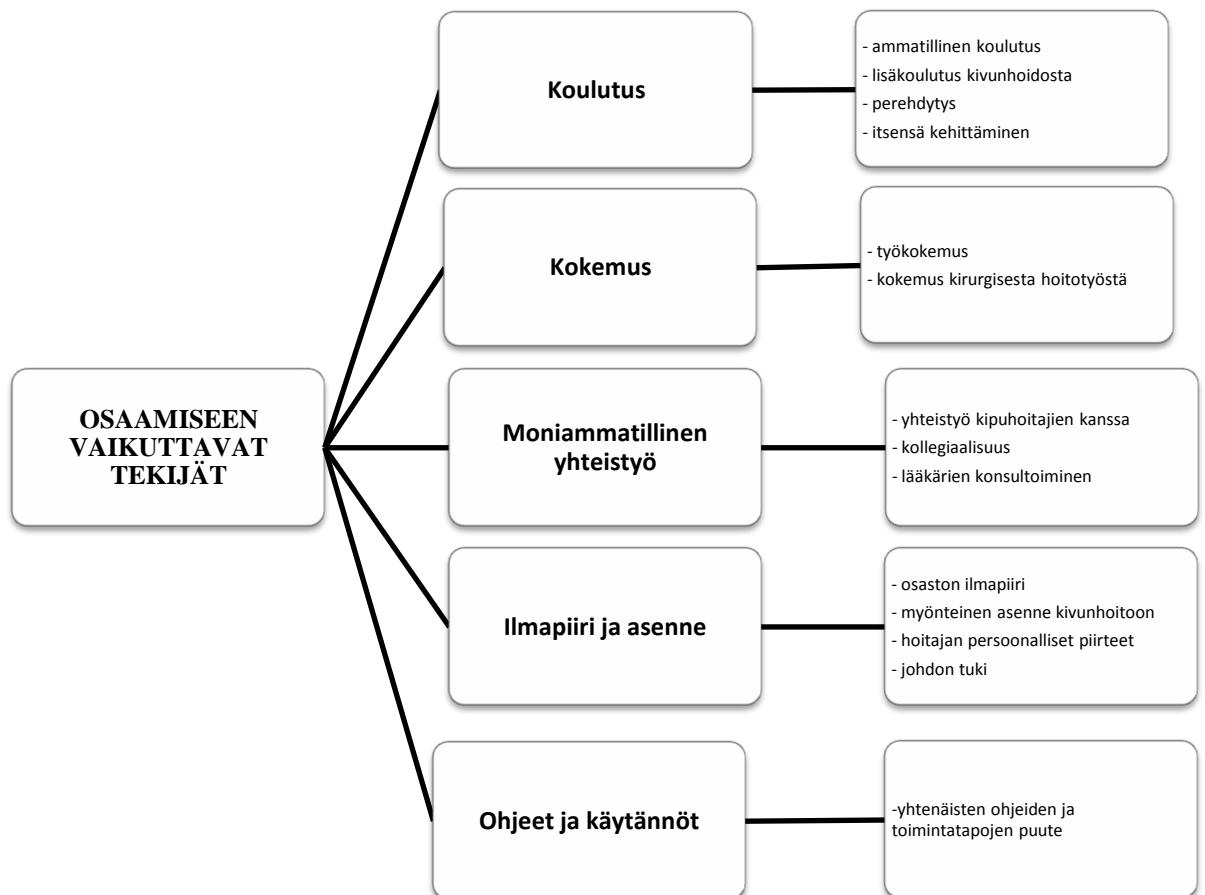 Koulutus
- ammatillinen koulutus
- lisäkoulutus kivunhoidosta
- perehdytys
- itsensä kehittäminen
Kokemus
- työkokemus
- kokemus kirurgisesta hoitotyöstä
OSAAMISEEN
VAIKUTTAVAT
TEKIJÄT
Moniammatillinen
yhteistyö
- yhteistyö kipuhoitajien kanssa
- kollegiaalisuus
- lääkärien konsultoiminen
Ilmapiiri ja asenne
- osaston ilmapiiri
- myönteinen asenne kivunhoitoon
- hoitajan persoonalliset piirteet
- johdon tuki
Ohjeet ja käytännöt
-yhtenäisten ohjeiden ja
toimintatapojen puute